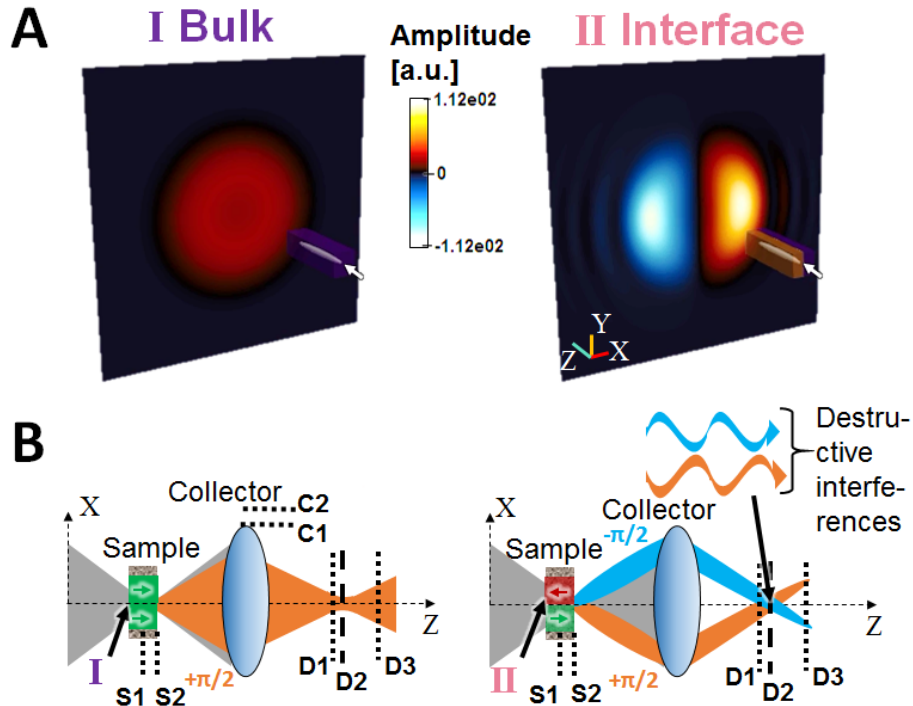 A
I Bulk
Amplitude
[a.u.]
1.12e02
0
-1.12e02
II Interface
Y
Z
X
B
X
Sample
Collector
C2
C1
Z
I
S1
S2
+π/2
D1
D2
D3
X
Sample
Collector
-π/2
Destru-
ctive
interfe-
rences
Z
II
S1
S2
+π/2
D1
D2
D3